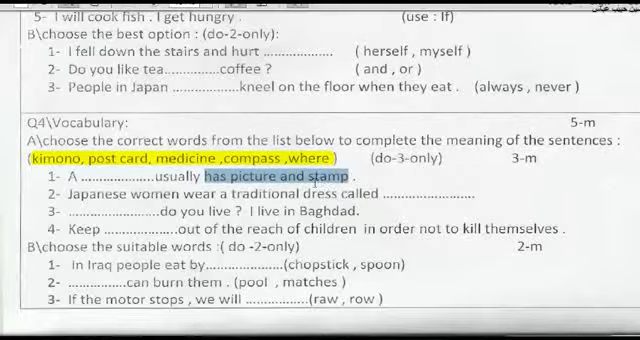 5- I will cook fish . I get hungry . (use : If)
B\choose the best option : (do-2-only):
1- I fell down the stairs and hurt ................. ( herself , myself )
2- Do you like tea..............coffee ? ( and , or )
3- People in Japan .................kneel on the floor when they eat . (always , never )
Q4\Vocabulary: 5-m
A\choose the correct words from the list below to complete the meaning of the sentences :
(kimono, post card, medicine ,compass ,where ) (do-3-only) 3-m
1- A ...................usually has picture and stamp .
2- Japanese women wear a traditional dress called .......................
3- .....................do you live ? I live in Baghdad.
4- Keep ...................out of the reach of children in order not to kill themselves .
B\choose the suitable words :( do -2-only) 2-m
1- In Iraq people eat by....................(chopstick , spoon)
2- ...............can burn them . (pool , matches )
3- If the motor stops , we will ................(raw , row )